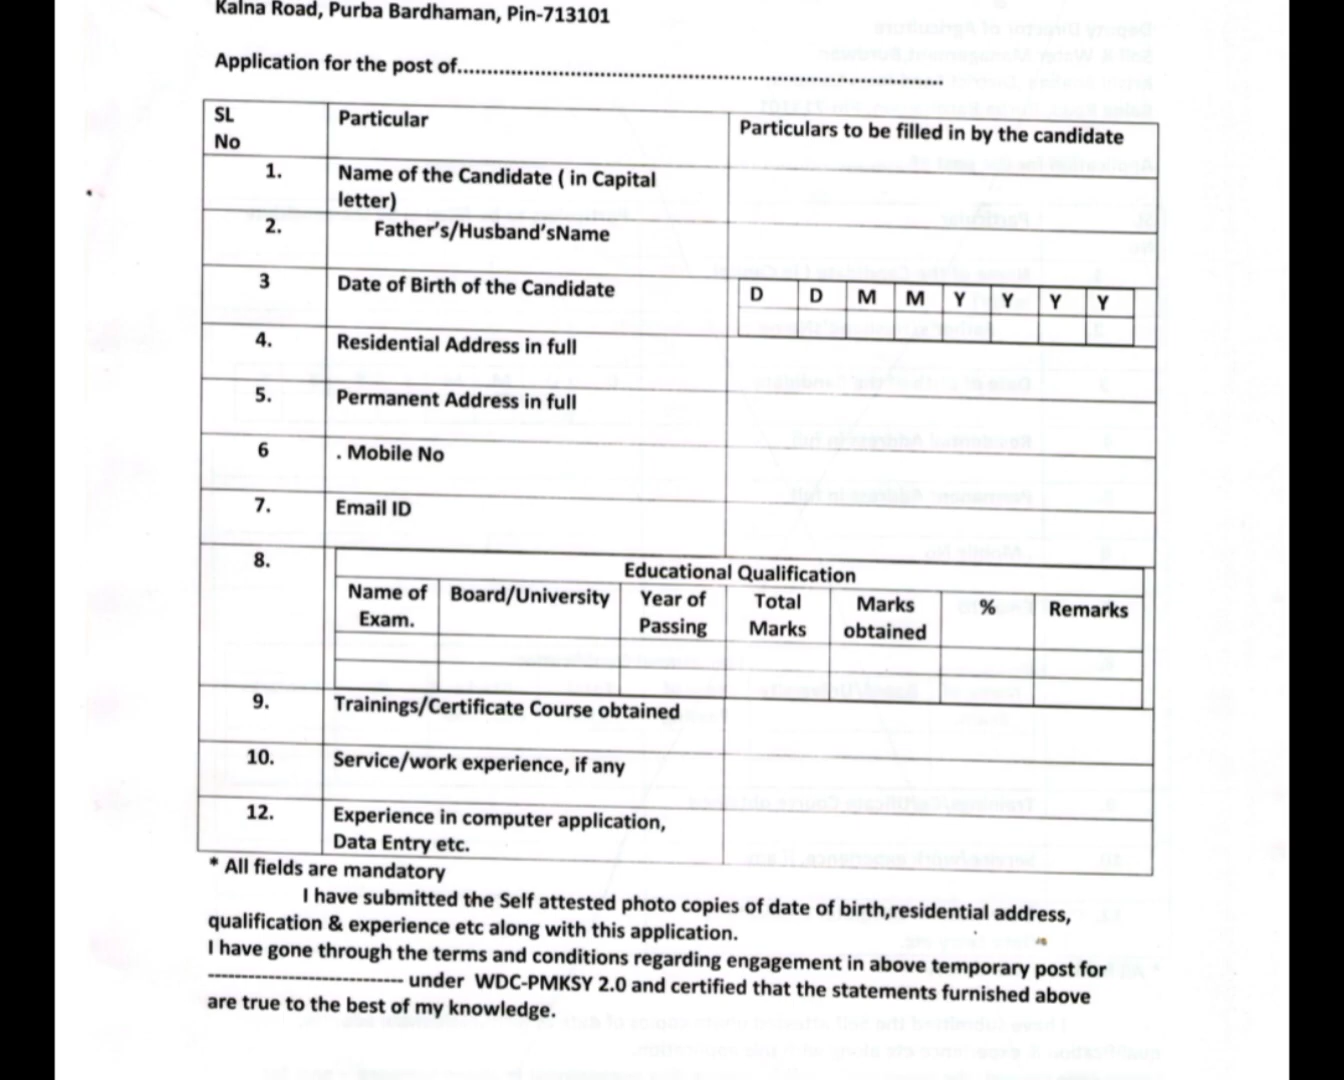 Kalna Road, Purba Bardhaman, Pin-713101
Application for the post of...............................................................................
SL No | Particular | Particulars to be filled in by the candidate
1. | Name of the Candidate ( in Capital letter)
2. | Father's/Husband'sName
3 | Date of Birth of the Candidate | D D M M Y Y Y Y
4. | Residential Address in full
5. | Permanent Address in full
6 | . Mobile No
7. | Email ID
8. | Educational Qualification
Name of Exam. | Board/University | Year of Passing | Total Marks | Marks obtained | % | Remarks
9. | Trainings/Certificate Course obtained
10. | Service/work experience, if any
12. | Experience in computer application, Data Entry etc.
* All fields are mandatory
I have submitted the Self attested photo copies of date of birth,residential address,
qualification & experience etc along with this application.
I have gone through the terms and conditions regarding engagement in above temporary post for
---------------------------- under WDC-PMKSY 2.0 and certified that the statements furnished above
are true to the best of my knowledge.